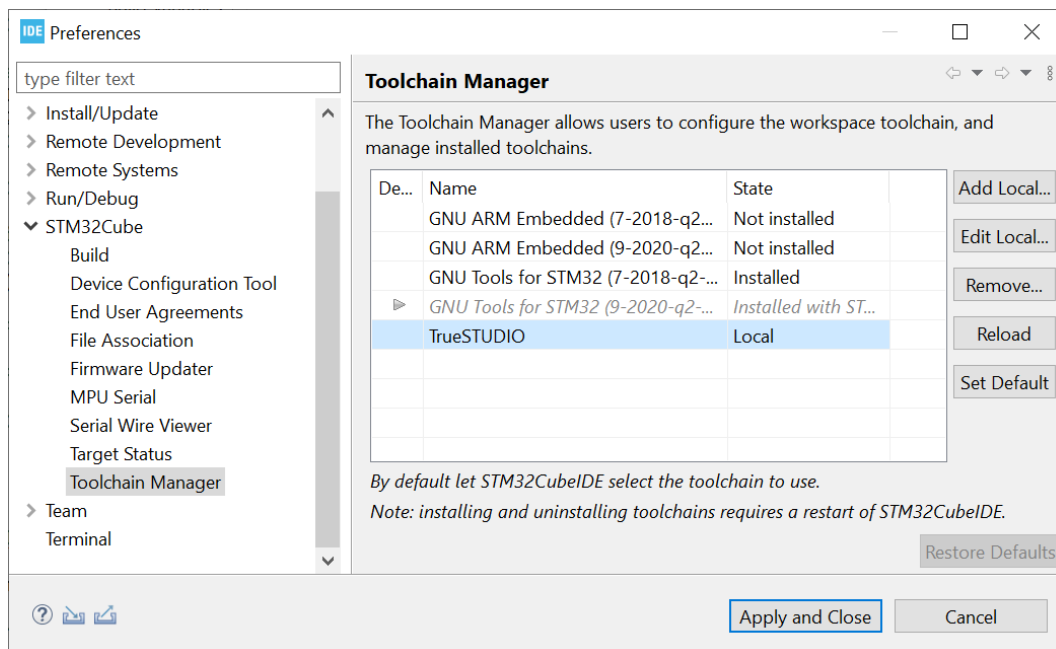 IDE Preferences
type filter text
Install/Update
Remote Development
Remote Systems
Run/Debug
STM32Cube
Build
Device Configuration Tool
End User Agreements
File Association
Firmware Updater
MPU Serial
Serial Wire Viewer
Target Status
Toolchain Manager
Team
Terminal
Toolchain Manager
The Toolchain Manager allows users to configure the workspace toolchain, and
manage installed toolchains.
De... Name State
GNU ARM Embedded (7-2018-q2... Not installed
GNU ARM Embedded (9-2020-q2... Not installed
GNU Tools for STM32 (7-2018-q2-... Installed
GNU Tools for STM32 (9-2020-q2-... Installed with ST...
TrueSTUDIO Local
Add Local...
Edit Local...
Remove...
Reload
Set Default
By default let STM32CubeIDE select the toolchain to use.
Note: installing and uninstalling toolchains requires a restart of STM32CubeIDE.
Restore Defaults
Apply and Close
Cancel